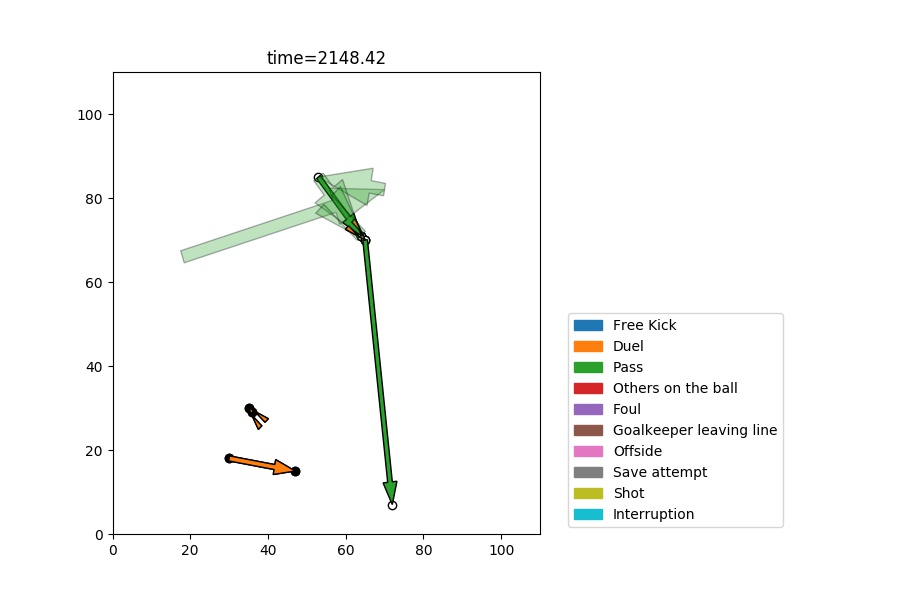 time=2148.42
100
80
60
40
20
0
0 20 40 60 80 100
Free Kick
Duel
Pass
Others on the ball
Foul
Goalkeeper leaving line
Offside
Save attempt
Shot
Interruption